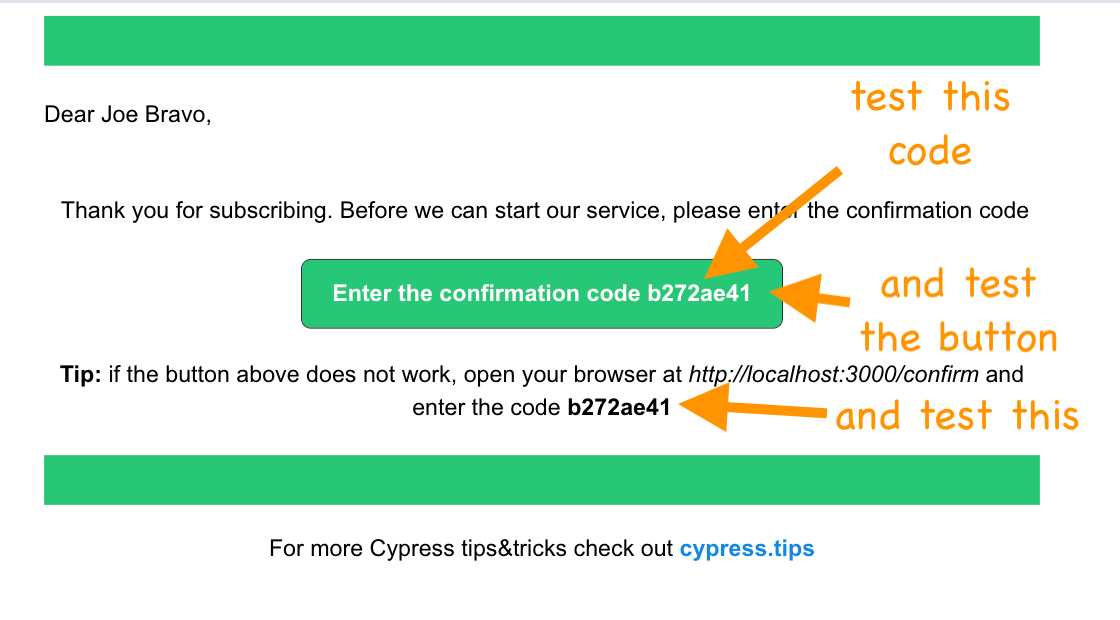 Dear Joe Bravo,
test this
code
Thank you for subscribing. Before we can start our service, please enter the confirmation code
Enter the confirmation code b272ae41
and test
the button
Tip: if the button above does not work, open your browser at http://localhost:3000/confirm and
enter the code b272ae41
and test this
For more Cypress tips&tricks check out cypress.tips